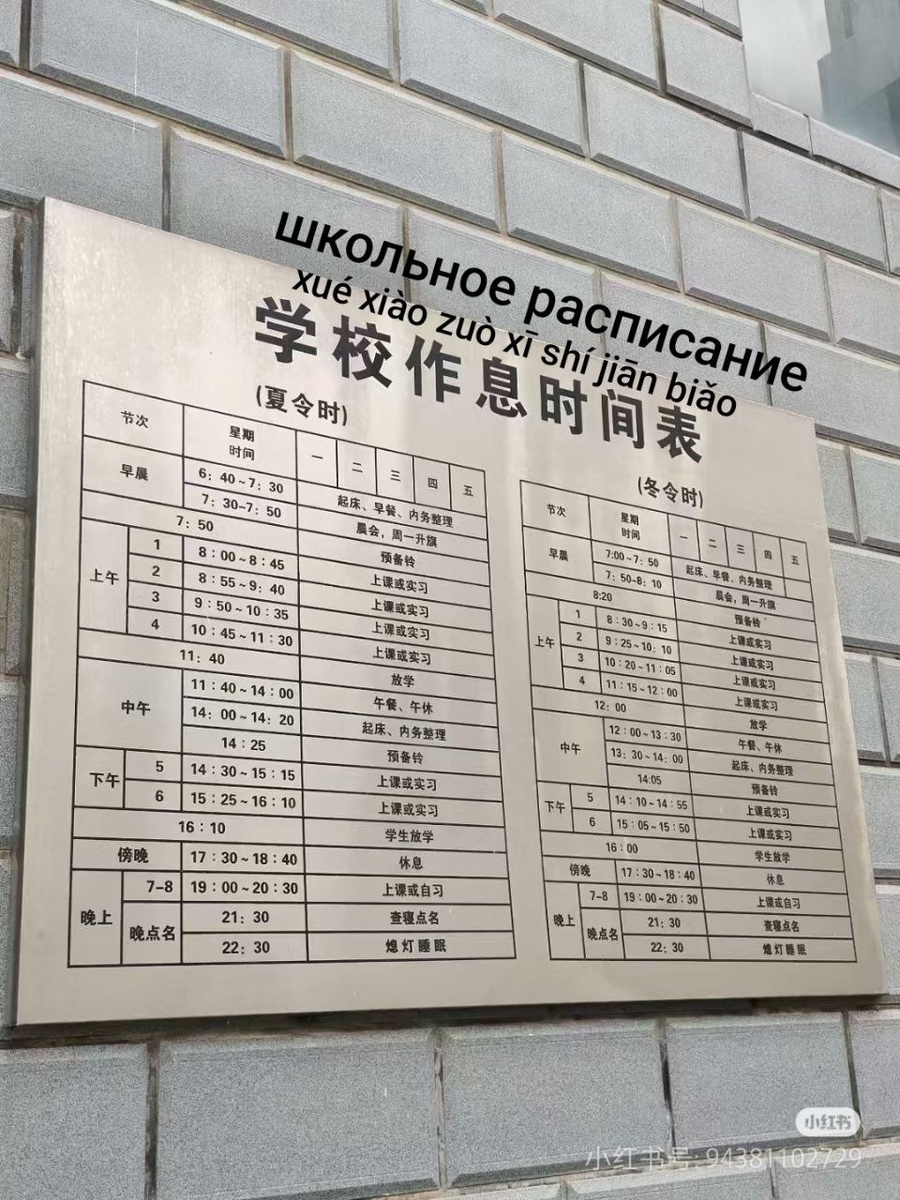 школьное расписание
xué xiào zuò xī shí jiān biǎo
学校作息时间表
(夏令时)
节次 星期 时间 一 二 三 四 五
早晨 6:40~7:30 起床、早餐、内务整理
7:30-7:50 晨会,周一升旗
7:50 预备铃
上午 1 8:00~8:45 上课或实习
2 8:55~9:40 上课或实习
3 9:50~10:35 上课或实习
4 10:45~11:30 上课或实习
11:40 放学
中午 11:40~14:00 午餐、午休
14:00~14:20 起床、内务整理
14:25 预备铃
下午 5 14:30~15:15 上课或实习
6 15:25~16:10 上课或实习
16:10 学生放学
傍晚 17:30~18:40 休息
晚上 7-8 19:00~20:30 上课或自习
晚点名 21:30 查寝点名
22:30 熄灯睡眠
(冬令时)
节次 星期 时间 一 二 三 四 五
早晨 7:00~7:50 起床、早餐、内务整理
7:50-8:10 晨会,周一升旗
8:20 预备铃
上午 1 8:30~9:15 上课或实习
2 9:25~10:10 上课或实习
3 10:20~11:05 上课或实习
4 11:15~12:00 上课或实习
12:00 放学
中午 12:00~13:30 午餐、午休
13:30~14:00 起床、内务整理
14:05 预备铃
下午 5 14:10~14:55 上课或实习
6 15:05~15:50 上课或实习
16:00 学生放学
傍晚 17:30~18:40 休息
晚上 7-8 19:00~20:30 上课或自习
晚点名 21:30 查寝点名
22:30 熄灯睡眠
小红书
小红书号: 94381102729